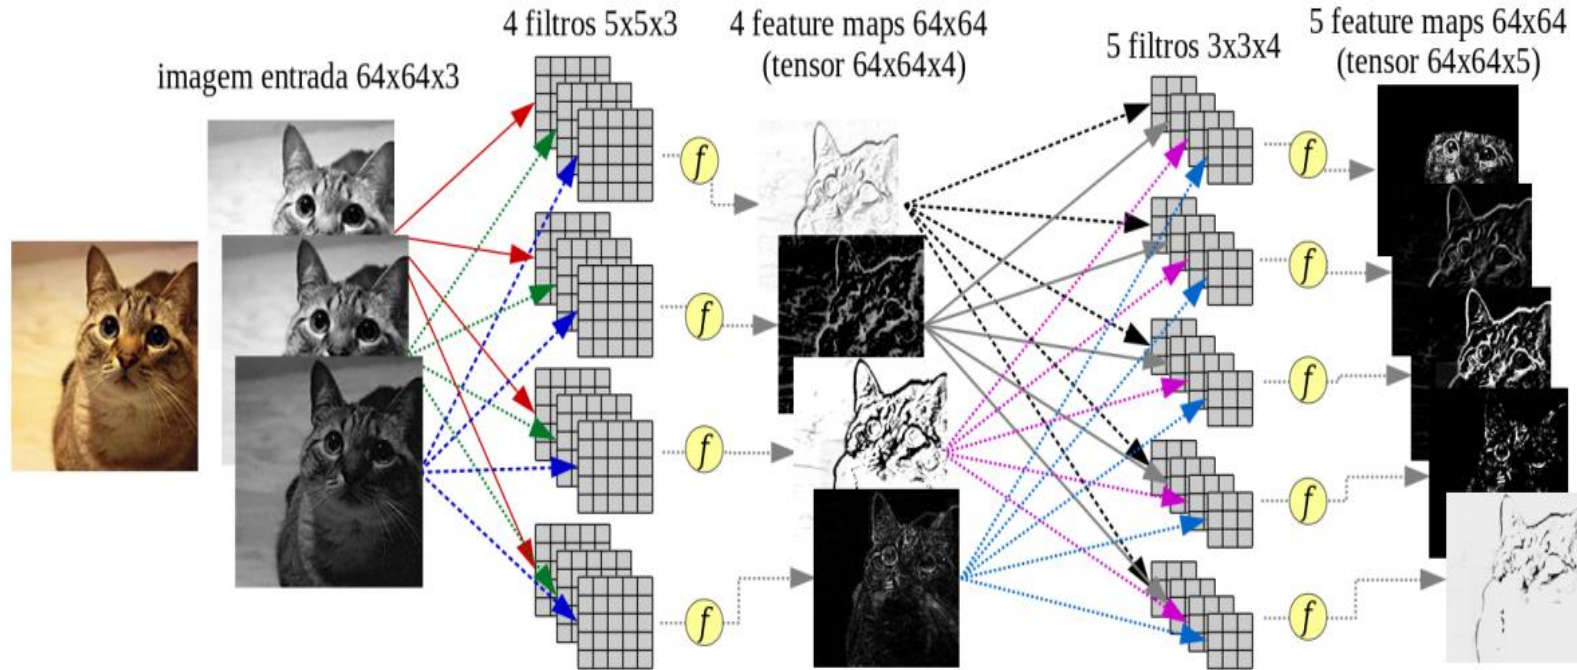 imagem entrada 64x64x3
4 filtros 5x5x3
4 feature maps 64x64
(tensor 64x64x4)
5 filtros 3x3x4
5 feature maps 64x64
(tensor 64x64x5)
f
f
f
f
f
f
f
f
f